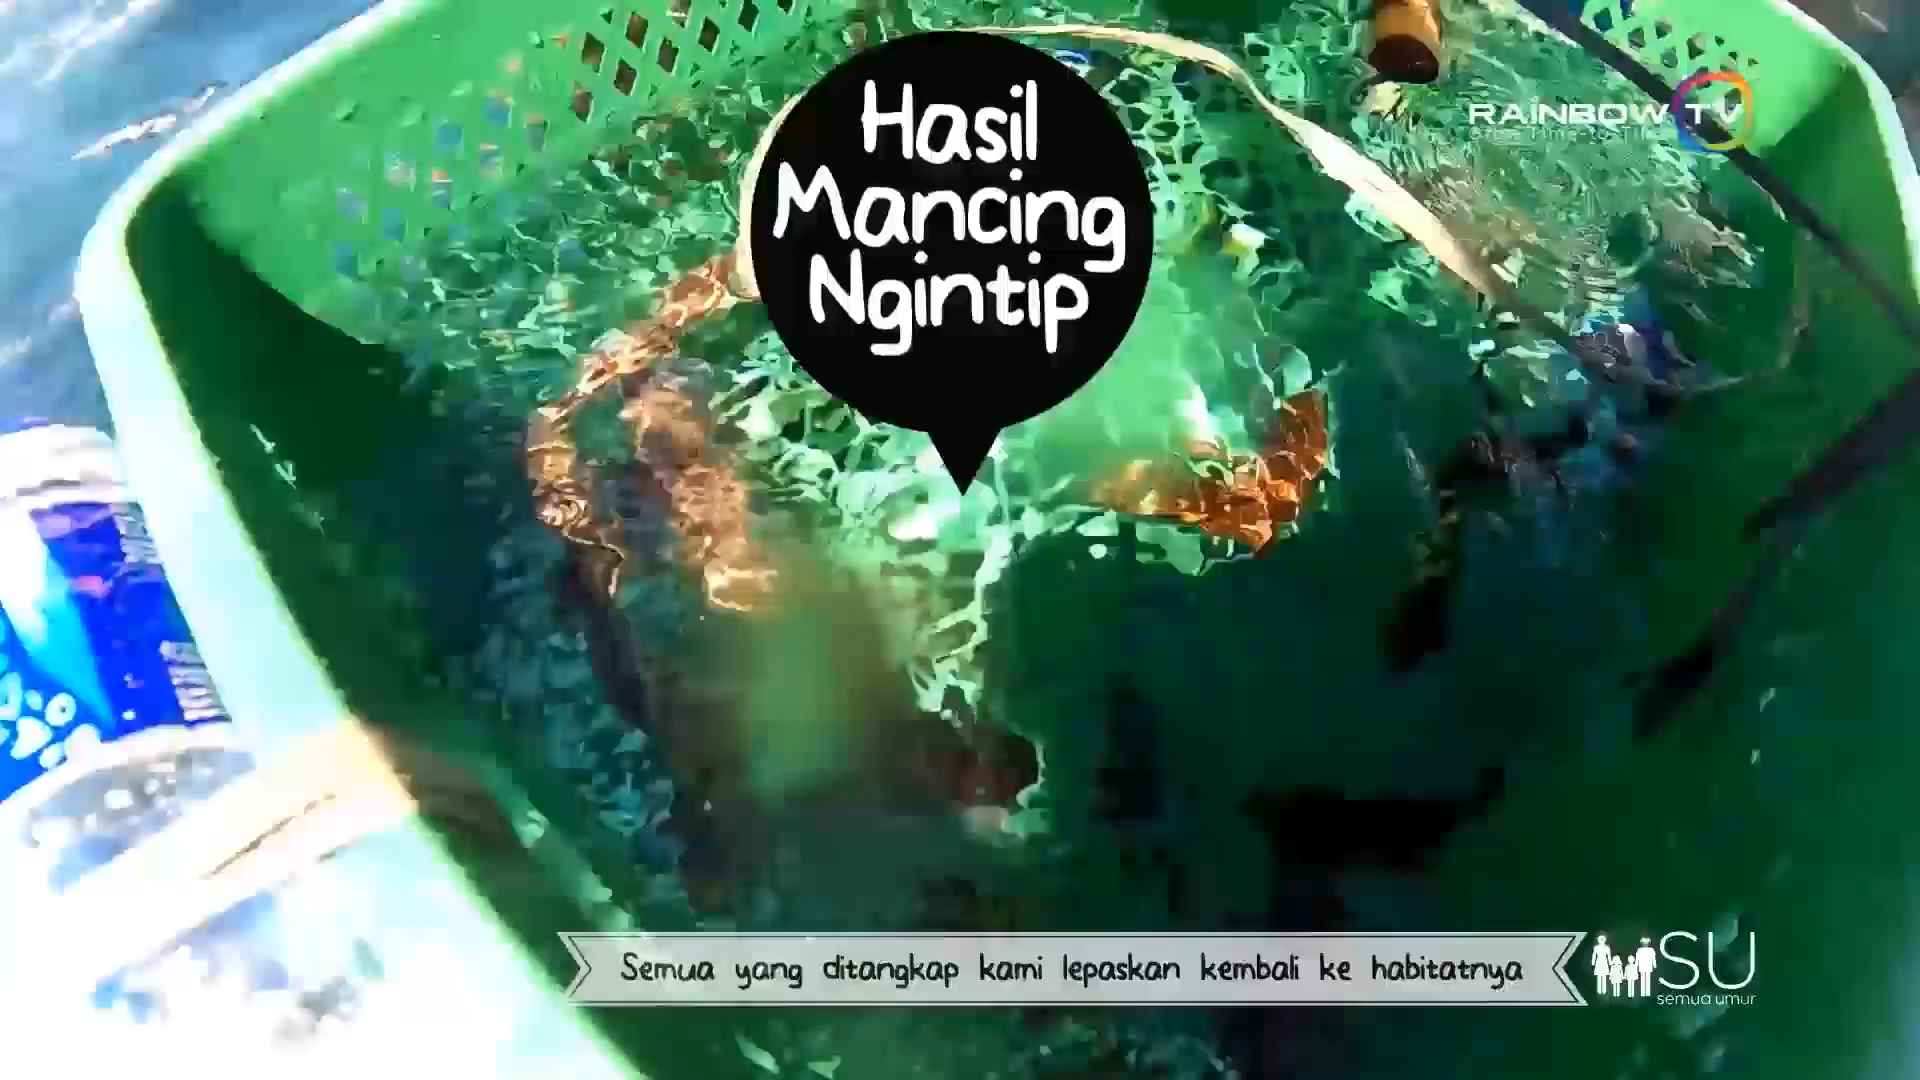 Hasil
Mancing
Ngintip
RAINBOW TV
Semua yang ditangkap kami lepaskan kembali ke habitatnya
SU
semua umur